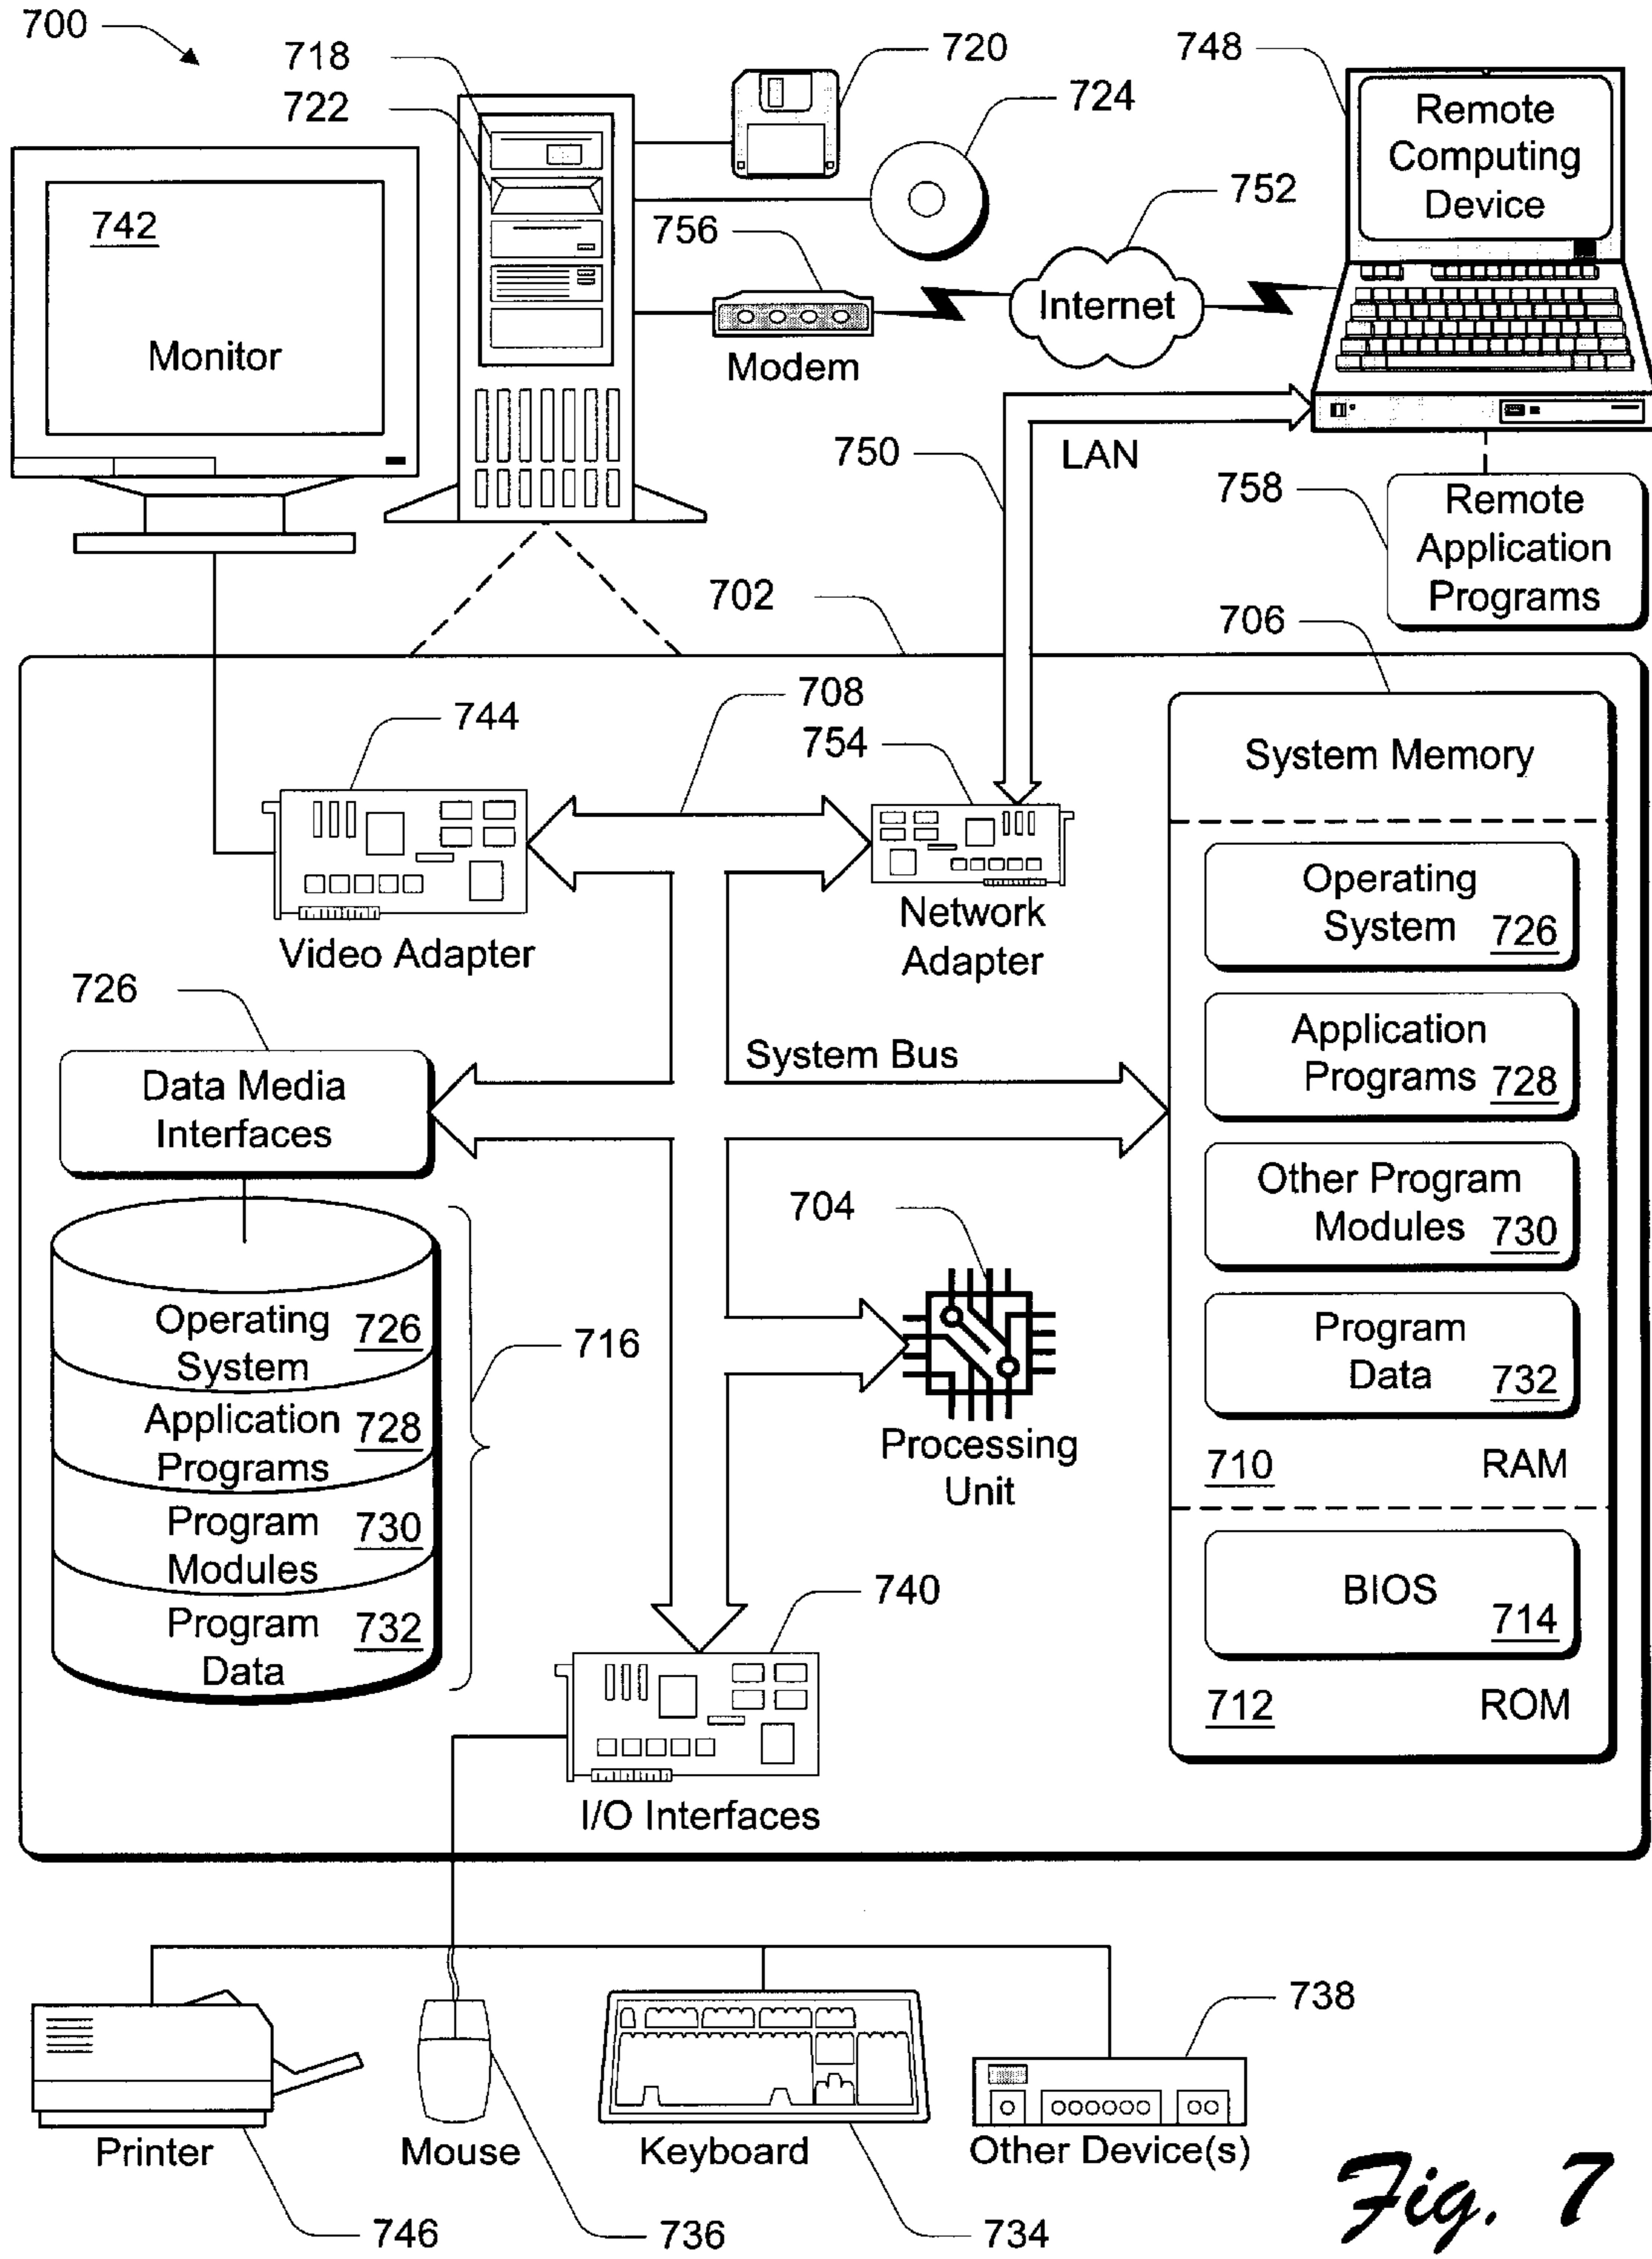 700
718
722
720
724
748
Remote
Computing
Device
742
Monitor
756
Modem
752
Internet
750
LAN
758
Remote
Application
Programs
702
706
708
744
754
Video Adapter
Network
Adapter
System Memory
Operating
System 726
Application
Programs 728
Other Program
Modules 730
Program
Data 732
710 RAM
BIOS
714
712 ROM
726
Data Media
Interfaces
System Bus
704
Processing
Unit
Operating
System 726
Application
Programs 728
Program
Modules 730
Program
Data 732
716
740
I/O Interfaces
738
Printer
Mouse
Keyboard
Other Device(s)
746
736
734
Fig. 7